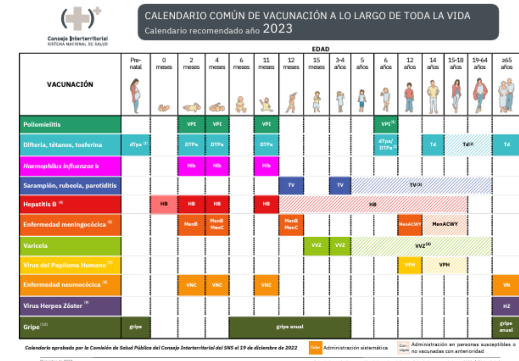 CALENDARIO COMÚN DE VACUNACIÓN A LO LARGO DE TODA LA VIDA
Calendario recomendado año 2023
Consejo Interterritorial
SISTEMA NACIONAL DE SALUD
EDAD
VACUNACIÓN Pre-natal 0 meses 2 meses 4 meses 6 meses 11 meses 12 meses 15 meses 3-4 años 5 años 6 años 12 años 14 años 15-18 años 19-64 años ≥65 años
Poliomielitis VPI VPI VPI VPI
Difteria, tétanos, tosferina dTpa DTPa DTPa DTPa dTpa/DTPa Td Td Td
Haemophilus influenzae b Hib Hib Hib
Sarampión, rubeola, parotiditis TV TV TV
Hepatitis B HB HB HB HB HB
Enfermedad meningocócica MenB MenB MenC MenB MenC MenACWY MenACWY
Varicela VVZ VVZ VVZ
Virus del Papiloma Humano VPH VPH
Enfermedad neumocócica VNC VNC VNC VN
Virus Herpes Zóster HZ
Gripe gripe gripe anual gripe anual
Calendario aprobado por la Comisión de Salud Pública del Consejo Interterritorial del SNS el 19 de diciembre de 2022
Administración sistemática
Administración en personas susceptibles o no vacunadas con anterioridad